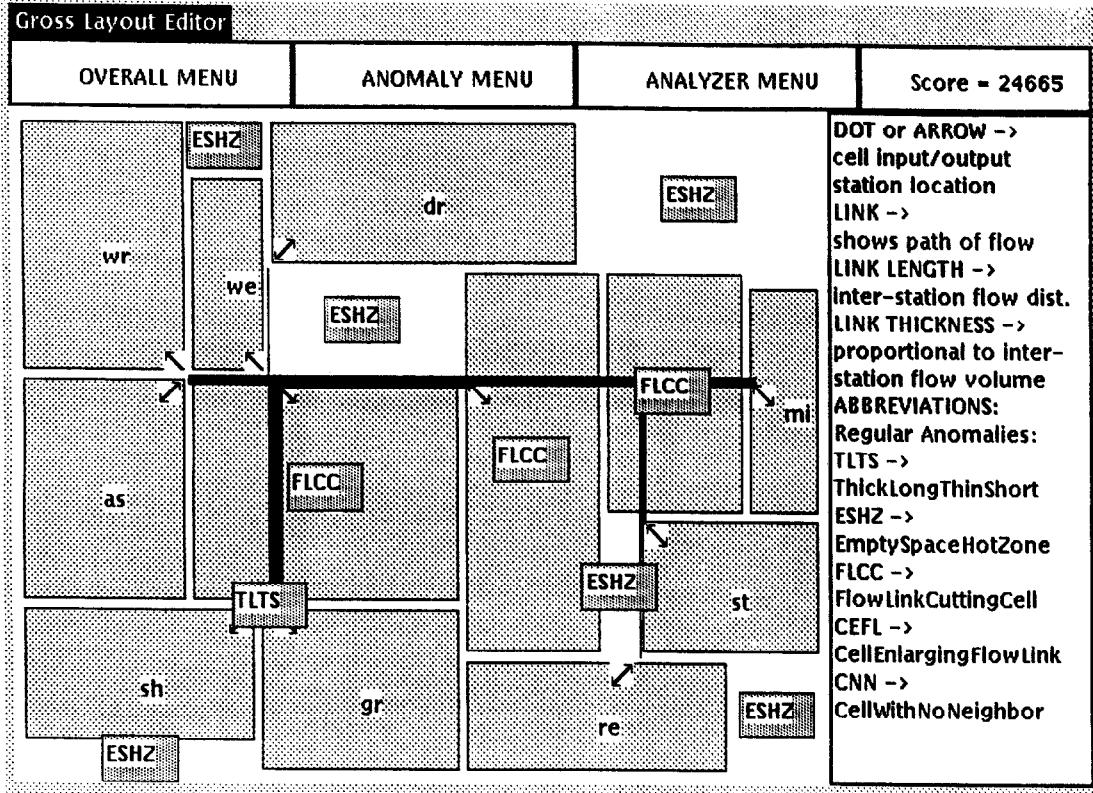 Gross Layout Editor
OVERALL MENU
ANOMALY MENU
ANALYZER MENU
Score = 24665
ESHZ
dr
ESHZ
wr
we
ESHZ
FLCC
mi
FLCC
FLCC
as
TLTS
ESHZ
st
sh
gr
re
ESHZ
ESHZ
DOT or ARROW ->
cell input/output
station location
LINK ->
shows path of flow
LINK LENGTH ->
inter-station flow dist.
LINK THICKNESS ->
proportional to inter-
station flow volume
ABBREVIATIONS:
Regular Anomalies:
TLTS ->
ThickLongThinShort
ESHZ ->
EmptySpaceHotZone
FLCC ->
FlowLinkCuttingCell
CEFL ->
CellEnlargingFlowLink
CNN ->
CellWithNoNeighbor